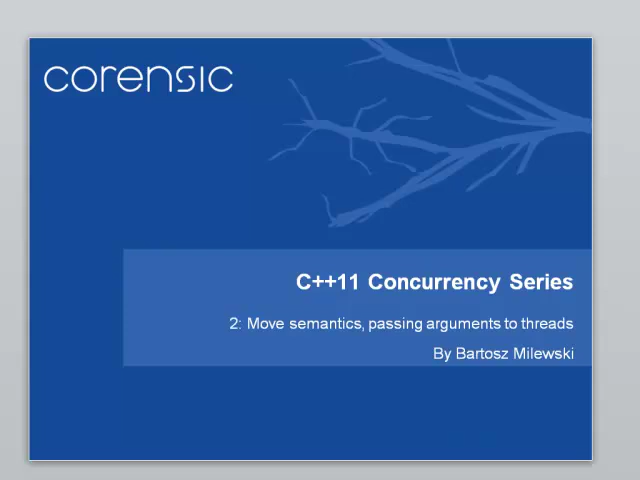 corensic
C++11 Concurrency Series
2: Move semantics, passing arguments to threads
By Bartosz Milewski